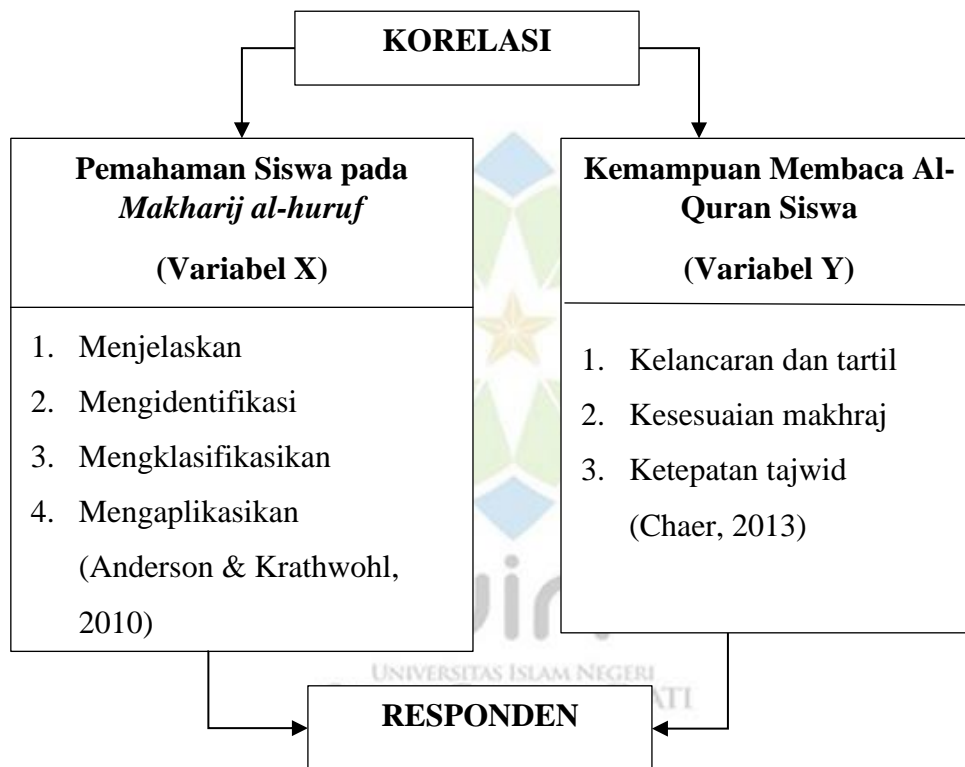 KORELASI
Pemahaman Siswa pada
Makharij al-huruf
(Variabel X)
1. Menjelaskan
2. Mengidentifikasi
3. Mengklasifikasikan
4. Mengaplikasikan
(Anderson & Krathwohl,
2010)
Kemampuan Membaca Al-
Quran Siswa
(Variabel Y)
1. Kelancaran dan tartil
2. Kesesuaian makhraj
3. Ketepatan tajwid
(Chaer, 2013)
UNIVERSITAS ISLAM NEGERI
RESPONDEN